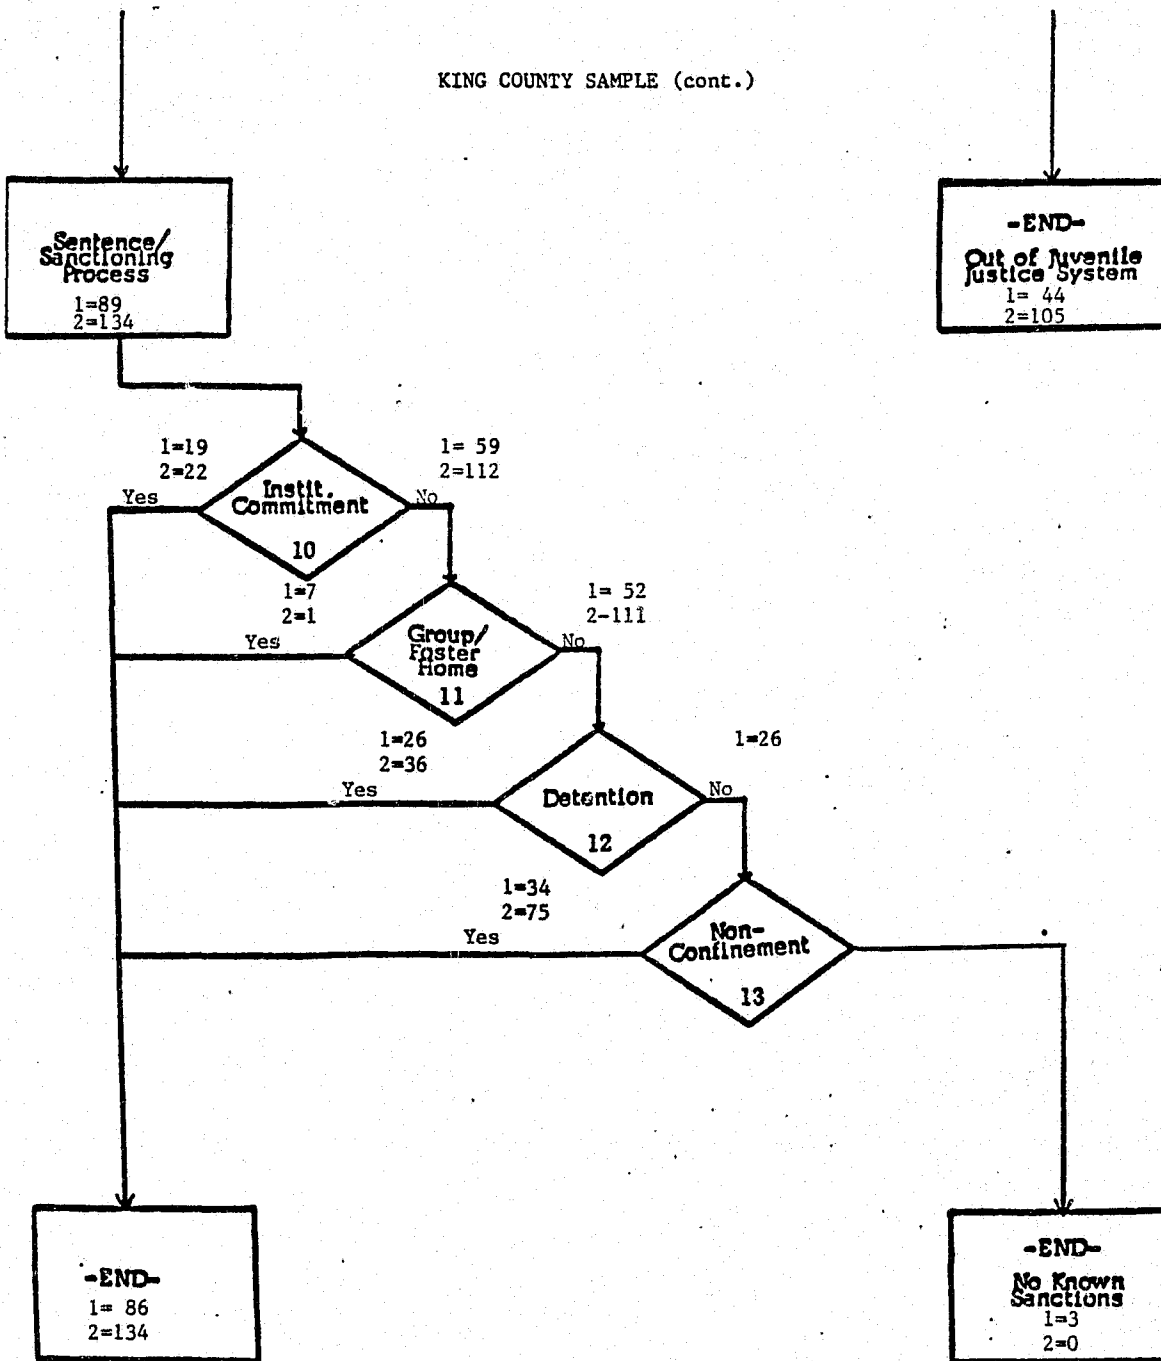 KING COUNTY SAMPLE (cont.)
Sentence/
Sanctioning
Process
1=89
2=134
-END-
Out of Juvenile
Justice System
1= 44
2=105
1=19
2=22
1= 59
2=112
Yes
Instit.
Commitment
10
No
1=7
2=1
1= 52
2-111
Yes
Group/
Foster
Home
11
No
1=26
2=36
1=26
Yes
Detention
12
No
1=34
2=75
Yes
Non-
Confinement
13
-END-
1= 86
2=134
-END-
No Known
Sanctions
1=3
2=0